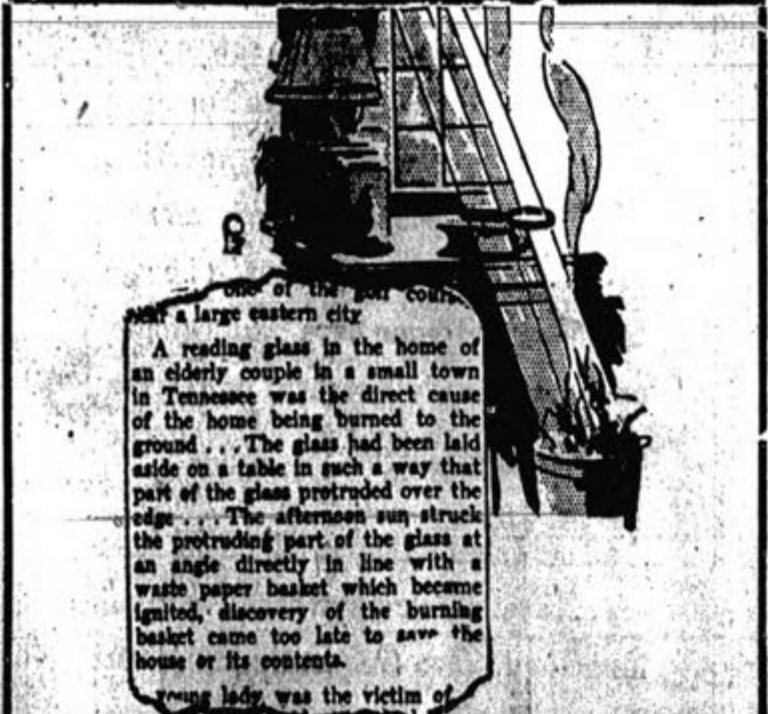 one of the golf
near a large eastern city
A reading glass in the home of
an elderly couple in a small town
in Tennessee was the direct cause
of the home being burned to the
ground . . . The glass had been laid
aside on a table in such a way that
part of the glass protruded over the
edge . . . The afternoon sun struck
the protruding part of the glass at
an angle directly in line with a
waste paper basket which became
ignited, discovery of the burning
basket came too late to save the
house or its contents.
young lady was the victim of